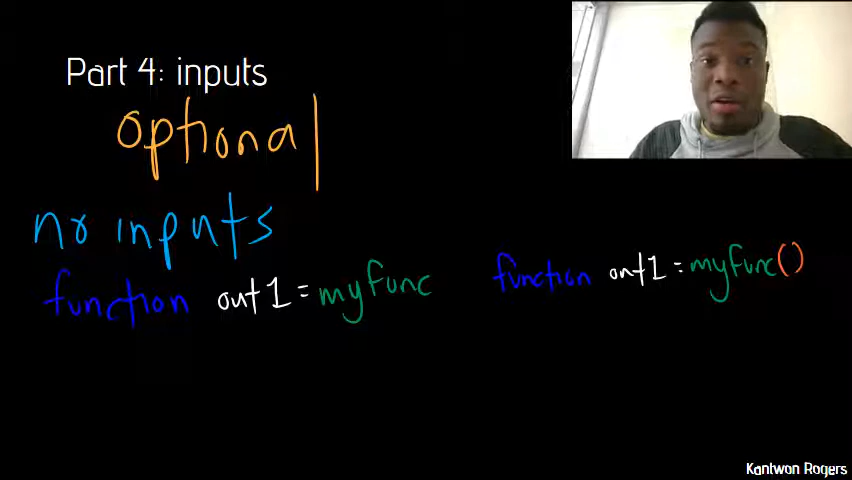 Part 4: inputs
optional
no inputs
function out1 = myfunc
function out1 = myfunc()
Kantwon Rogers